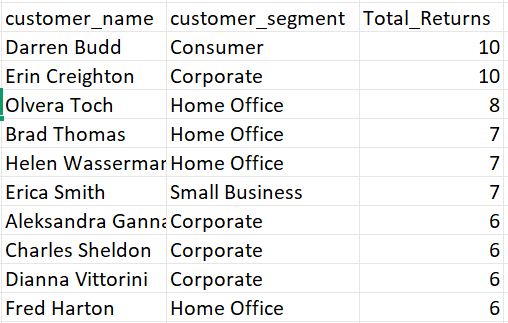 customer_name customer_segment Total_Returns
Darren Budd Consumer 10
Erin Creighton Corporate 10
Olvera Toch Home Office 8
Brad Thomas Home Office 7
Helen Wasserman Home Office 7
Erica Smith Small Business 7
Aleksandra Ganna Corporate 6
Charles Sheldon Corporate 6
Dianna Vittorini Corporate 6
Fred Harton Home Office 6